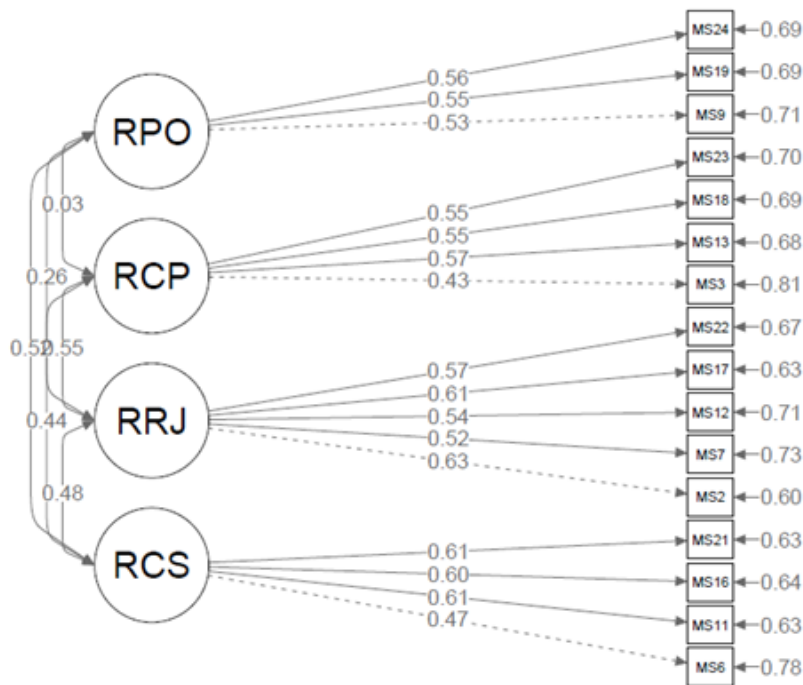 MS24 0.69
0.56
MS19 0.69
0.55
MS9 0.71
0.53
RPO
MS23 0.70
0.03
MS18 0.69
0.55
0.55
MS13 0.68
0.57
0.26
RCP
0.43
MS3 0.81
MS22 0.67
0.55
0.57
MS17 0.63
0.61
0.54
MS12 0.71
0.44
RRJ
0.52
MS7 0.73
0.63
0.48
MS2 0.60
MS21 0.63
0.61
RCS
0.60
MS16 0.64
0.61
MS11 0.63
0.47
MS6 0.78